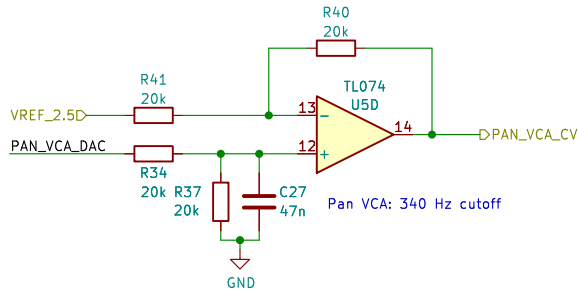 R40
20k
R41
20k
TL074
U5D
VREF_2.5
13
−
14
PAN_VCA_CV
PAN_VCA_DAC
12
+
R34
20k
R37
20k
C27
47n
Pan VCA: 340 Hz cutoff
GND